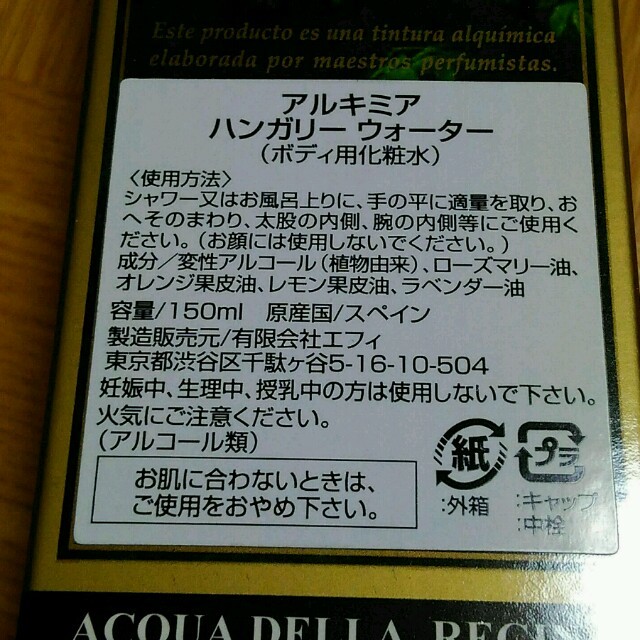 Este producto es una tintura alquímica
elaborada por maestros perfumistas.
アルキミア
ハンガリー ウォーター
（ボディ用化粧水）
〈使用方法〉
シャワー又はお風呂上りに、手の平に適量を取り、お
へそのまわり、太股の内側、腕の内側等にご使用く
ださい。（お顔には使用しないでください。）
成分／変性アルコール（植物由来）、ローズマリー油、
オレンジ果皮油、レモン果皮油、ラベンダー油
容量/150ml 原産国/スペイン
製造販売元/有限会社エフィ
東京都渋谷区千駄ヶ谷5-16-10-504
妊娠中、生理中、授乳中の方は使用しないで下さい。
火気にご注意ください。
（アルコール類）
お肌に合わないときは、
ご使用をおやめ下さい。
紙 プラ
:外箱 :キャップ
:中栓
ACQUA DELLA